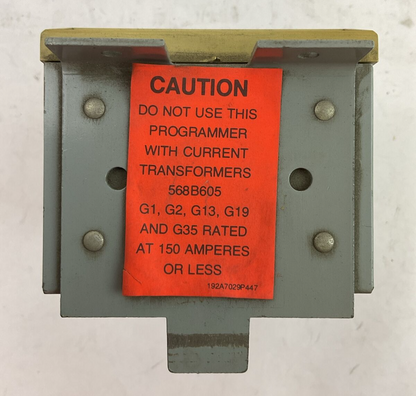 CAUTION
DO NOT USE THIS
PROGRAMMER
WITH CURRENT
TRANSFORMERS
568B605
G1, G2, G13, G19
AND G35 RATED
AT 150 AMPERES
OR LESS
192A7029P447